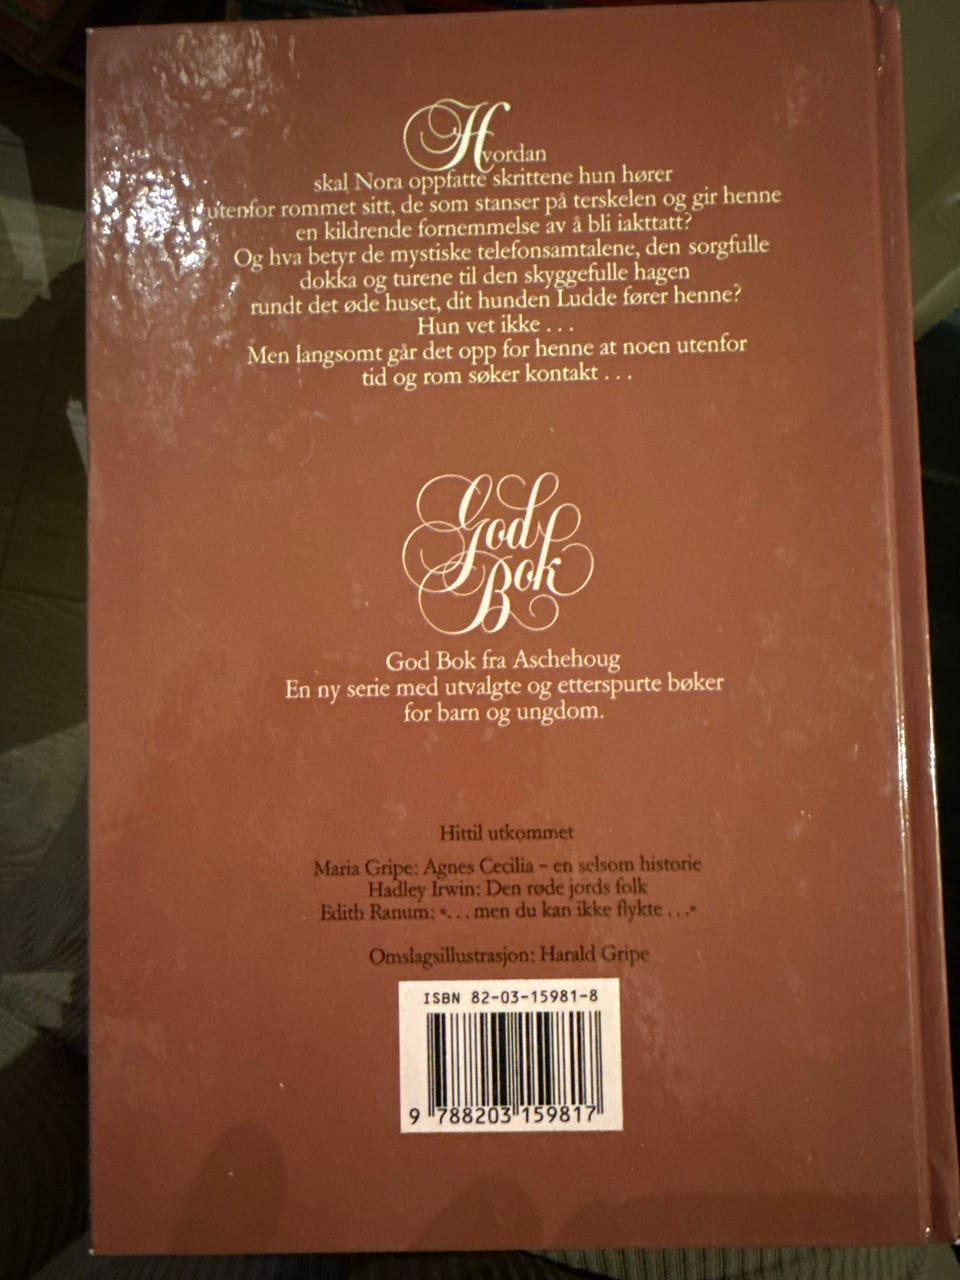 Hvordan
skal Nora oppfatte skrittene hun hører
utenfor rommet sitt, de som stanser på terskelen og gir henne
en kildrende fornemmelse av å bli iakttatt?
Og hva betyr de mystiske telefonsamtalene, den sorgfulle
dokka og turene til den skyggefulle hagen
rundt det øde huset, dit hunden Ludde fører henne?
Hun vet ikke . . .
Men langsomt går det opp for henne at noen utenfor
tid og rom søker kontakt . . .
God
Bok
God Bok fra Aschehoug
En ny serie med utvalgte og etterspurte bøker
for barn og ungdom.
Hittil utkommet
Maria Gripe: Agnes Cecilia – en selsom historie
Hadley Irwin: Den røde jords folk
Edith Ranum: «. . . men du kan ikke flykte . . .»
Omslagsillustrasjon: Harald Gripe
ISBN 82-03-15981-8
9 788203 159817